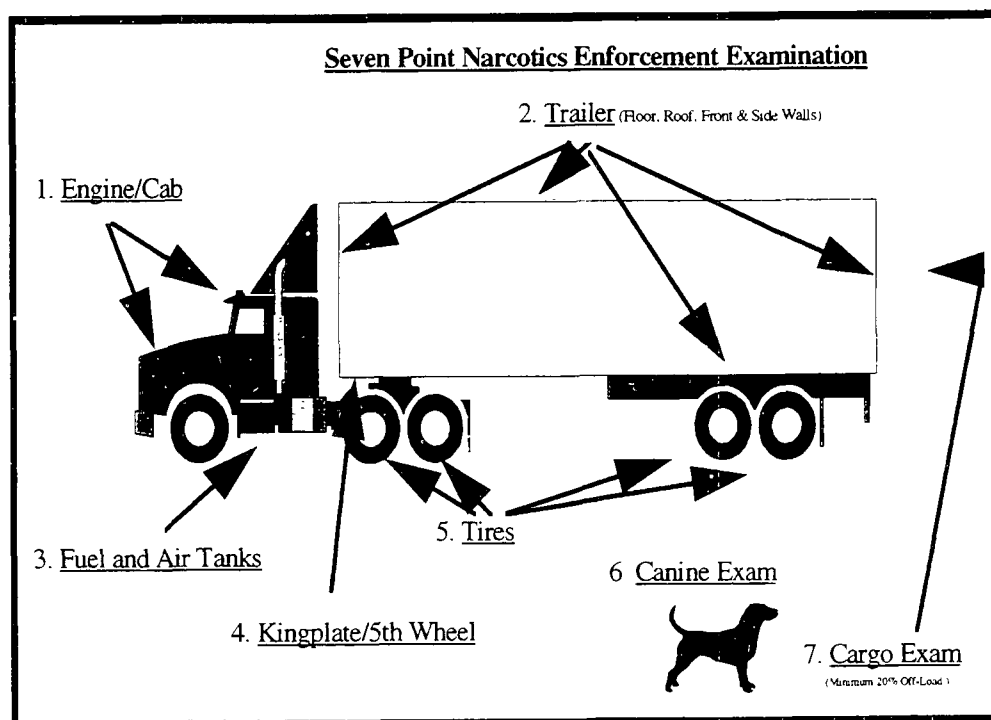 Seven Point Narcotics Enforcement Examination
2. Trailer (Floor, Roof, Front & Side Walls)
1. Engine/Cab
5. Tires
3. Fuel and Air Tanks
6 Canine Exam
4. Kingplate/5th Wheel
7. Cargo Exam
(Minimum 20% Off-Load)